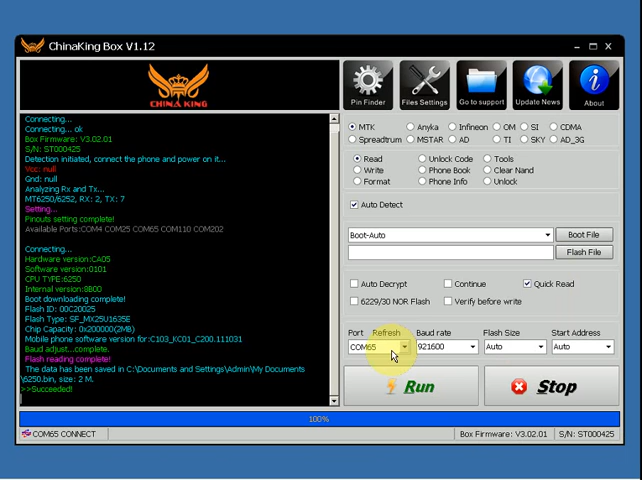 ChinaKing Box V1.12
CHINA KING
Pin Finder
Files Settings
Go to support
Update News
About
Connecting...
Connecting... ok
Box Firmware: V3.02.01
S/N: ST000425
Detection initiated, connect the phone and power on it...
Vcc: null
Gnd: null
Analyzing Rx and Tx...
MT6250/6252, RX: 2, TX: 7
Setting...
Pinouts setting complete!
Available Ports:COM4 COM25 COM65 COM110 COM202
Connecting...
Hardware version:CA05
Software version:0101
CPU TYPE:6250
Internal version:8B00
Boot downloading complete!
Flash ID: 00C20025
Flash Type: SF_MX25U1635E
Chip Capacity: 0x200000(2MB)
Mobile phone software version for:C103_KC01_C200.111031
Baud adjust...complete.
Flash reading complete!
The data has been saved in C:\Documents and Settings\Admin\My Documents
\6250.bin, size: 2 M.
>>Succeeded!
MTK Anyka Infineon OM SI CDMA
Spreadtrum MSTAR AD TI SKY AD_3G
Read Unlock Code Tools
Write Phone Book Clear Nand
Format Phone Info Unlock
Auto Detect
Boot-Auto Boot File
Flash File
Auto Decrypt Continue Quick Read
6229/30 NOR Flash Verify before write
Port Refresh Baud rate Flash Size Start Address
COM65 921600 Auto Auto
Run Stop
100%
COM65 CONNECT Box Firmware: V3.02.01 S/N: ST000425